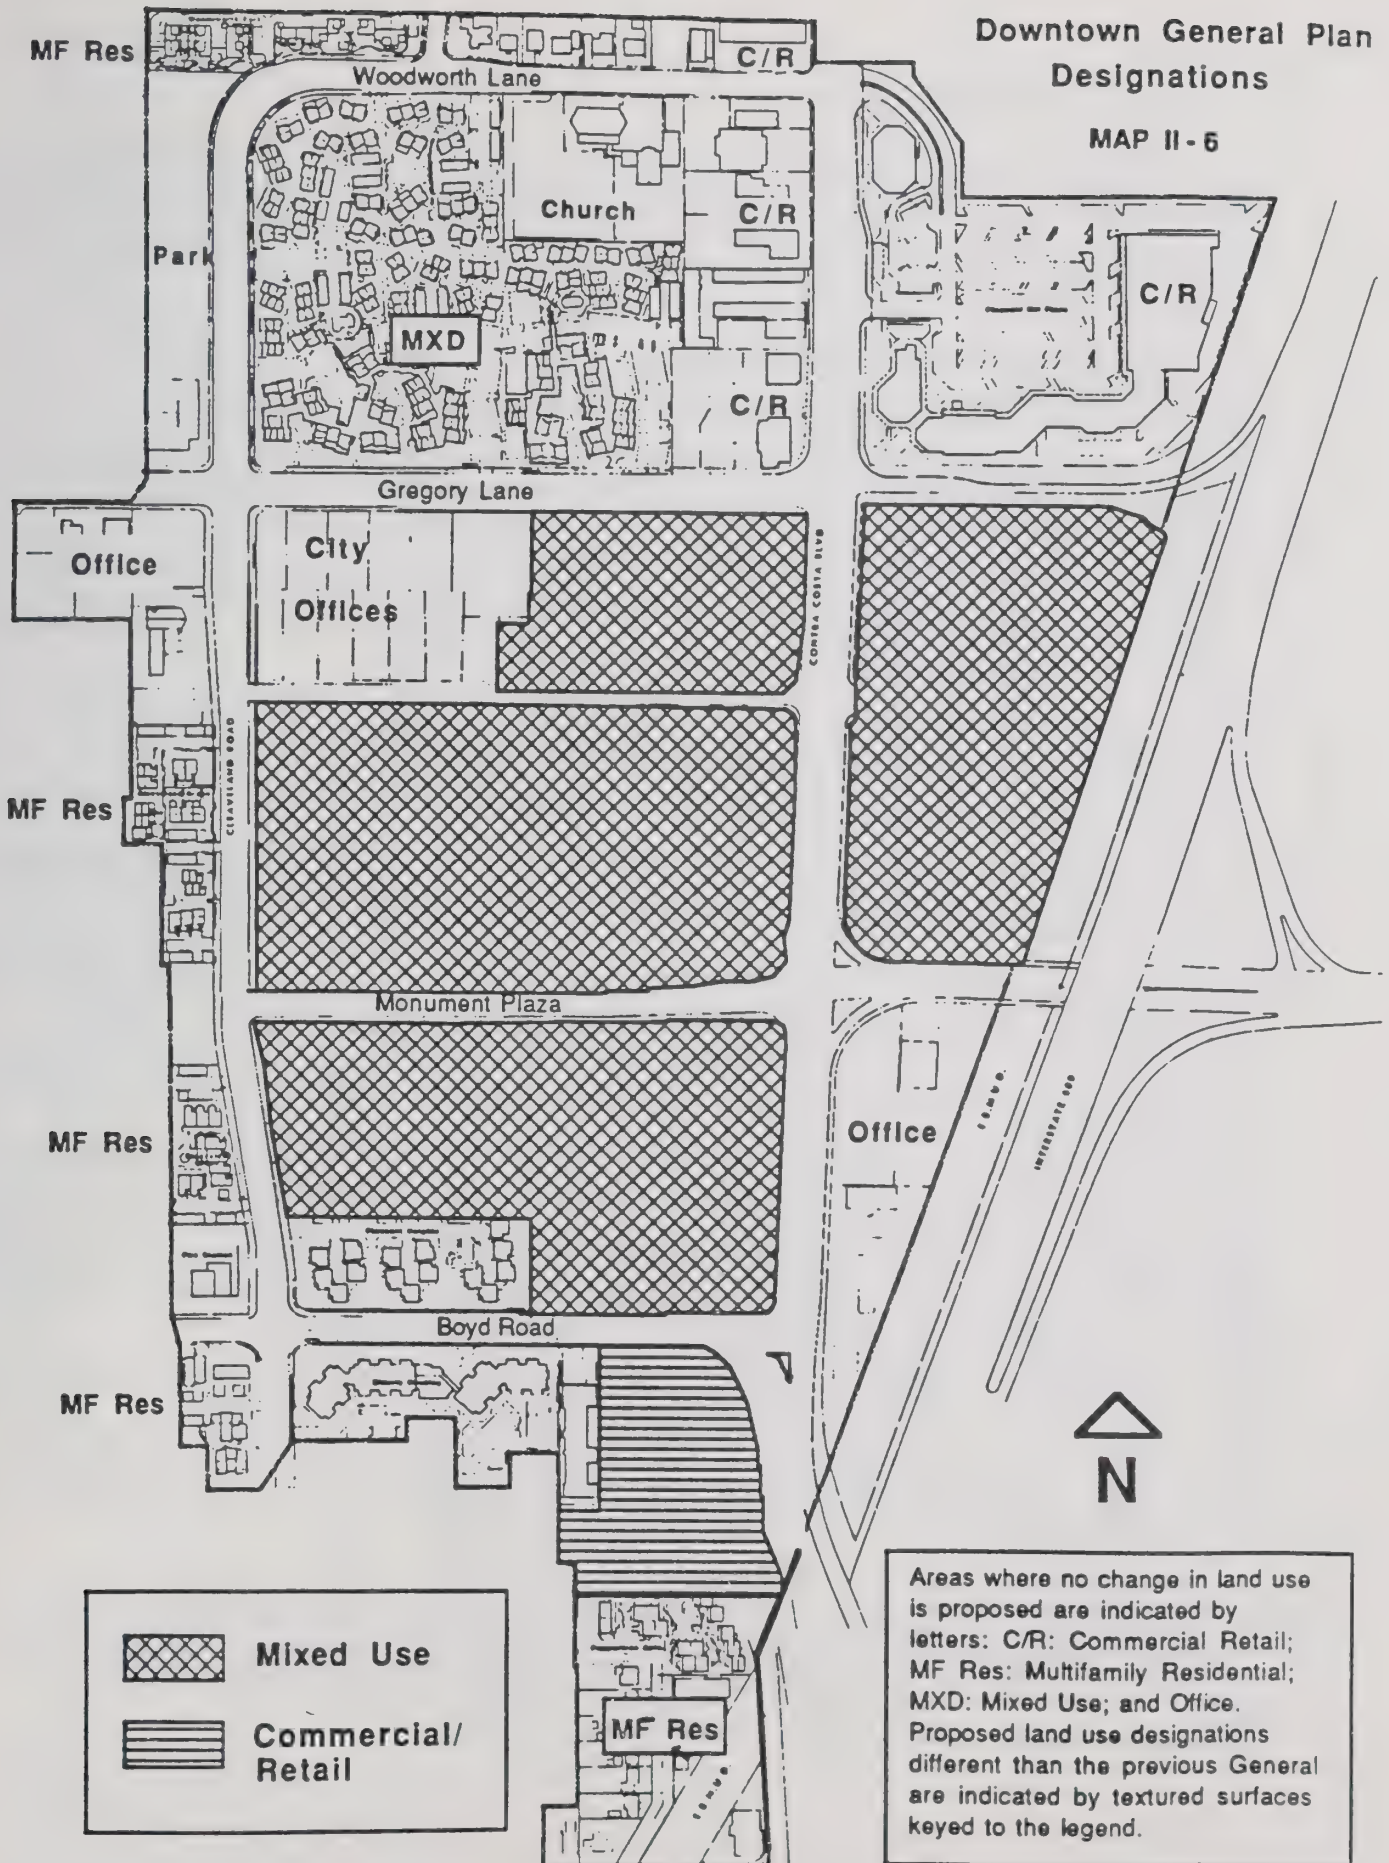 Downtown General Plan
Designations
MAP II - 6
MF Res
C/R
Woodworth Lane
Church
C/R
Park
C/R
MXD
C/R
Gregory Lane
Office
City
Offices
CONTRA COSTA BLVD
CLEAVELAND ROAD
MF Res
Monument Plaza
MF Res
Office
E.B.M.U.D.
INTERSTATE 680
Boyd Road
MF Res
N
Mixed Use
Commercial/
Retail
MF Res
E.B.M.U.D.
Areas where no change in land use
is proposed are indicated by
letters: C/R: Commercial Retail;
MF Res: Multifamily Residential;
MXD: Mixed Use; and Office.
Proposed land use designations
different than the previous General
are indicated by textured surfaces
keyed to the legend.